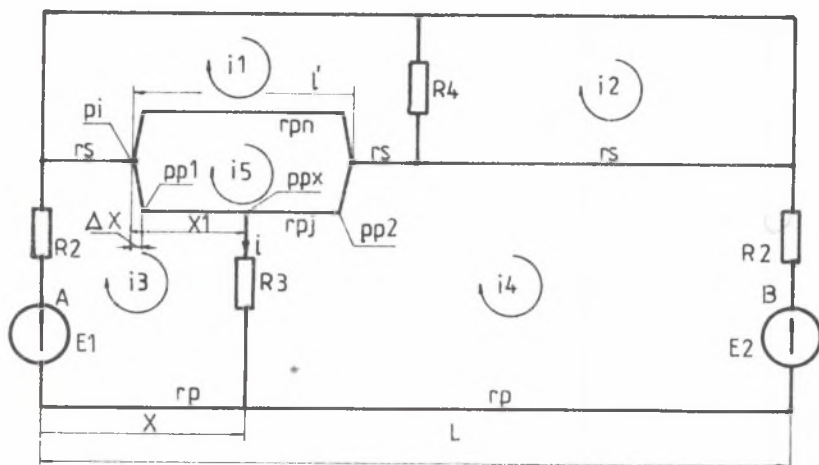 i1
l'
R4
i2
pi
rpn
rs
rs
rs
pp1
i5
ppx
ΔX
X1
rpj
pp2
R2
i
R2
i3
R3
i4
A
B
E1
E2
rp
rp
X
L